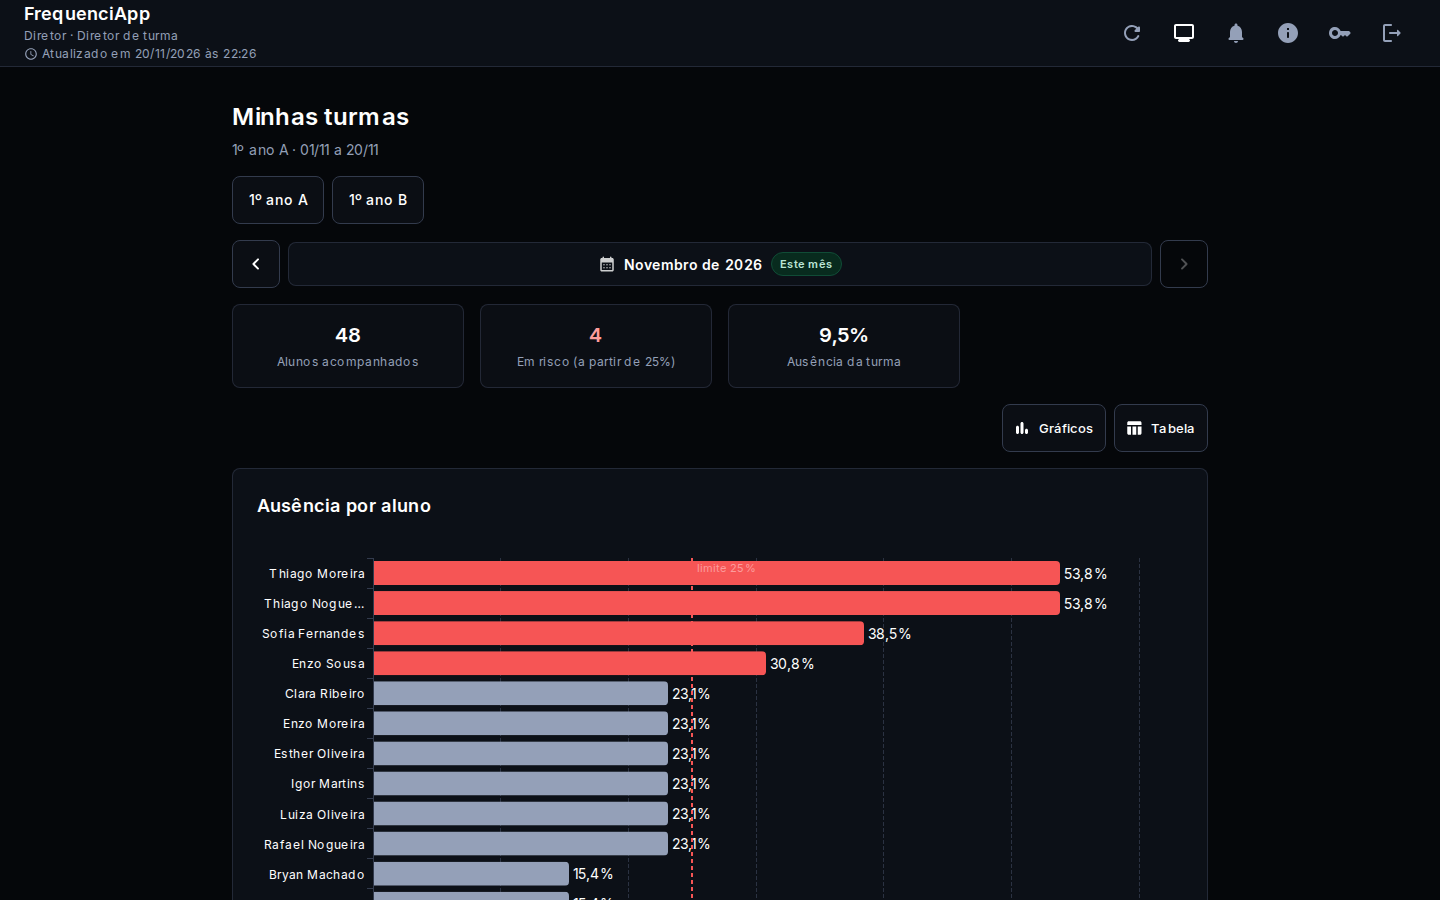 FrequenciApp
Diretor · Diretor de turma
Atualizado em 20/11/2026 às 22:26
Minhas turmas
1º ano A · 01/11 a 20/11
1º ano A
1º ano B
Novembro de 2026
Este mês
48
Alunos acompanhados
4
Em risco (a partir de 25%)
9,5%
Ausência da turma
Gráficos
Tabela
Ausência por aluno
limite 25%
Thiago Moreira 53,8%
Thiago Nogue... 53,8%
Sofia Fernandes 38,5%
Enzo Sousa 30,8%
Clara Ribeiro 23,1%
Enzo Moreira 23,1%
Esther Oliveira 23,1%
Igor Martins 23,1%
Luiza Oliveira 23,1%
Rafael Nogueira 23,1%
Bryan Machado 15,4%